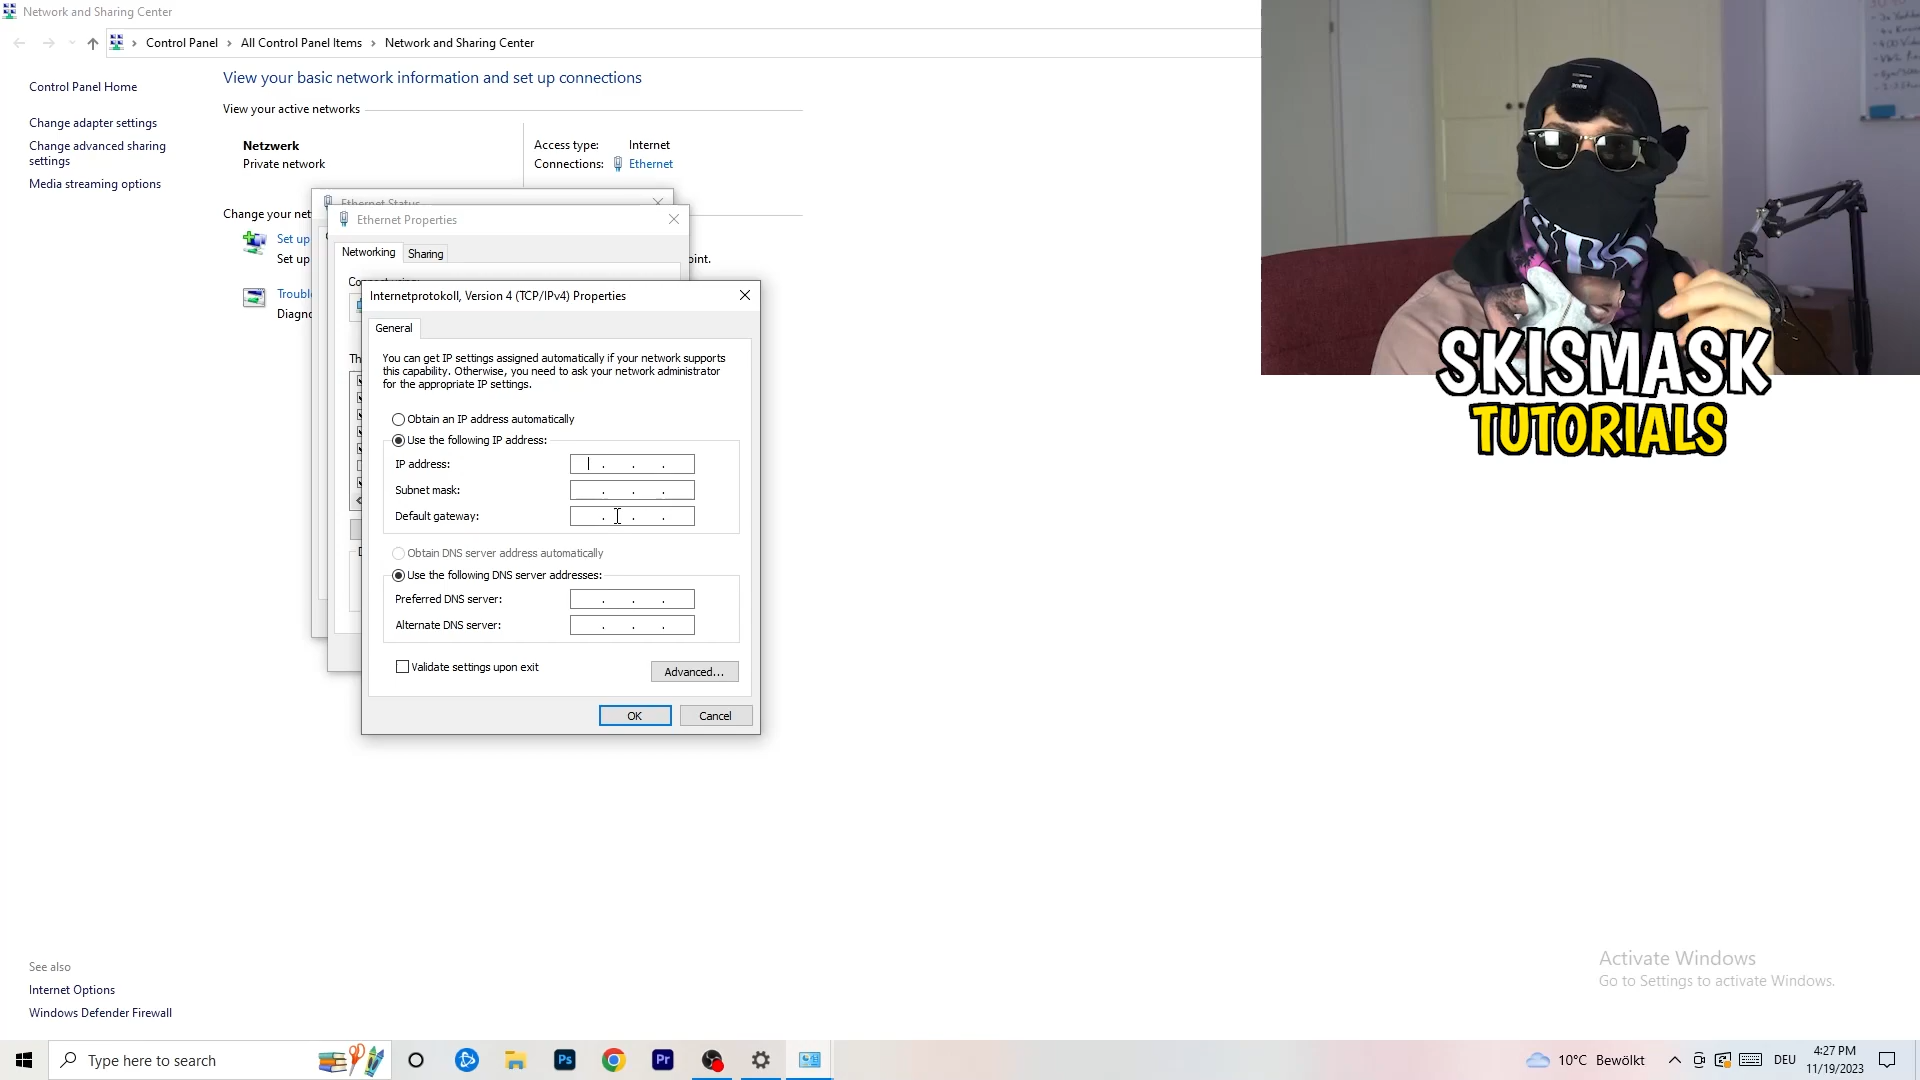 Network and Sharing Center
Control Panel › All Control Panel Items › Network and Sharing Center
Control Panel Home
Change adapter settings
Change advanced sharing
settings
Media streaming options
View your basic network information and set up connections
View your active networks
Netzwerk
Private network
Access type: Internet
Connections: Ethernet
Change your net
Set up
Set up
oint.
Troubl
Diagno
Ethernet Status
Ethernet Properties
Networking
Sharing
Internetprotokoll, Version 4 (TCP/IPv4) Properties
General
You can get IP settings assigned automatically if your network supports
this capability. Otherwise, you need to ask your network administrator
for the appropriate IP settings.
Obtain an IP address automatically
Use the following IP address:
IP address:
Subnet mask:
Default gateway:
Obtain DNS server address automatically
Use the following DNS server addresses:
Preferred DNS server:
Alternate DNS server:
Validate settings upon exit
Advanced...
OK
Cancel
SKISMASK
TUTORIALS
See also
Internet Options
Windows Defender Firewall
Activate Windows
Go to Settings to activate Windows.
Type here to search
Ps
Pr
10°C Bewölkt
DEU
4:27 PM
11/19/2023